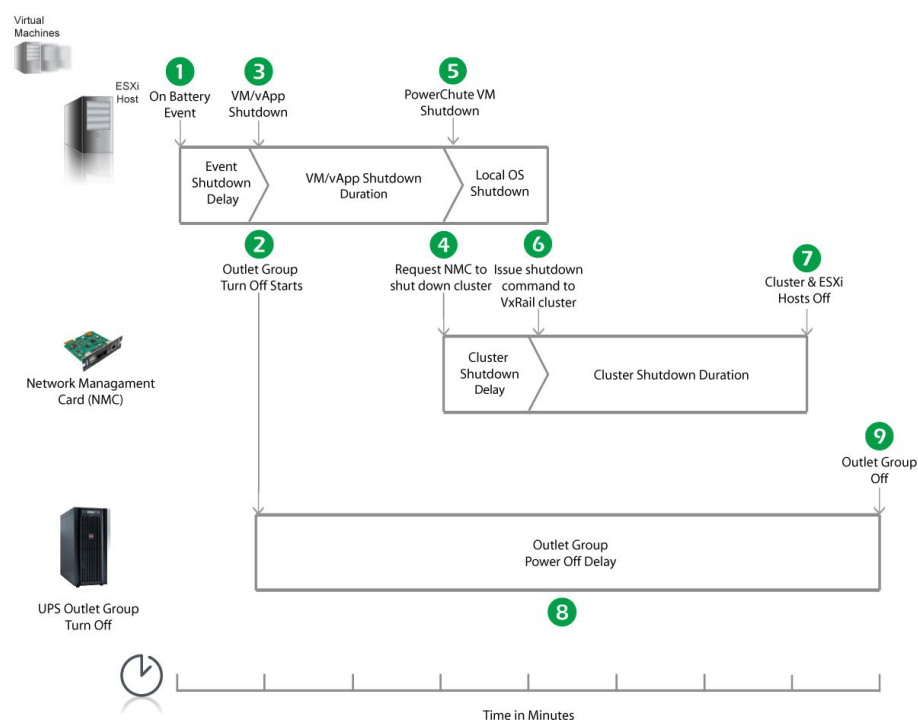 Virtual
Machines
ESXi
Host
1
On Battery
Event
3
VM/vApp
Shutdown
5
PowerChute VM
Shutdown
Event
Shutdown
Delay
VM/vApp Shutdown
Duration
Local OS
Shutdown
2
Outlet Group
Turn Off Starts
4
Request NMC to
shut down cluster
6
Issue shutdown
command to
VxRail cluster
7
Cluster & ESXi
Hosts Off
Network Managament
Card (NMC)
Cluster
Shutdown
Delay
Cluster Shutdown Duration
9
Outlet Group
Off
UPS Outlet Group
Turn Off
Outlet Group
Power Off Delay
8
Time in Minutes